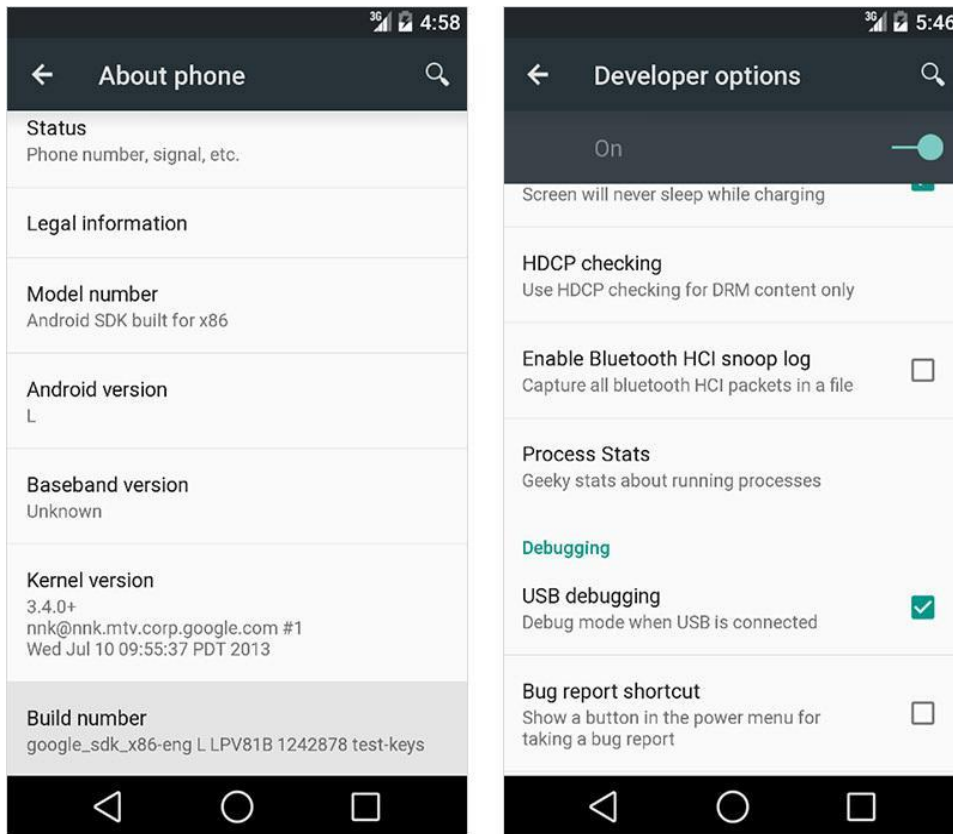 3G 4:58
About phone
Status
Phone number, signal, etc.
Legal information
Model number
Android SDK built for x86
Android version
L
Baseband version
Unknown
Kernel version
3.4.0+
nnk@nnk.mtv.corp.google.com #1
Wed Jul 10 09:55:37 PDT 2013
Build number
google_sdk_x86-eng L LPV81B 1242878 test-keys
3G 5:46
Developer options
On
Screen will never sleep while charging
HDCP checking
Use HDCP checking for DRM content only
Enable Bluetooth HCI snoop log
Capture all bluetooth HCI packets in a file
Process Stats
Geeky stats about running processes
Debugging
USB debugging
Debug mode when USB is connected
Bug report shortcut
Show a button in the power menu for
taking a bug report